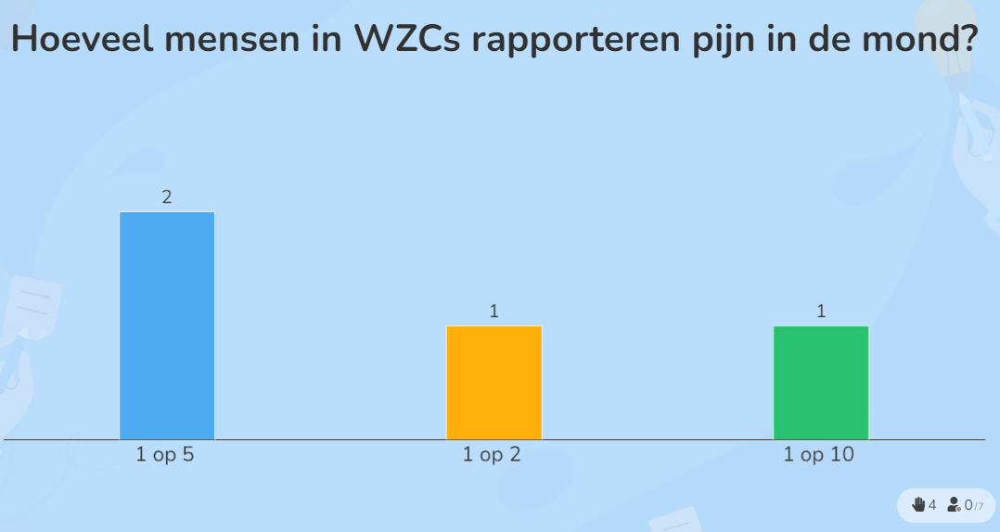 Hoeveel mensen in WZCs rapporteren pijn in de mond?
2
1
1
1 op 5
1 op 2
1 op 10
4 0/7